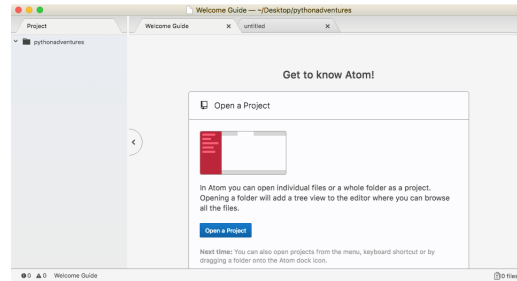 Welcome Guide — ~/Desktop/pythonadventures
Project
Welcome Guide
untitled
pythonadventures
Get to know Atom!
Open a Project
In Atom you can open individual files or a whole folder as a project.
Opening a folder will add a tree view to the editor where you can browse
all the files.
Open a Project
Next time: You can also open projects from the menu, keyboard shortcut or by
dragging a folder onto the Atom dock icon.
0 0 Welcome Guide
0 files